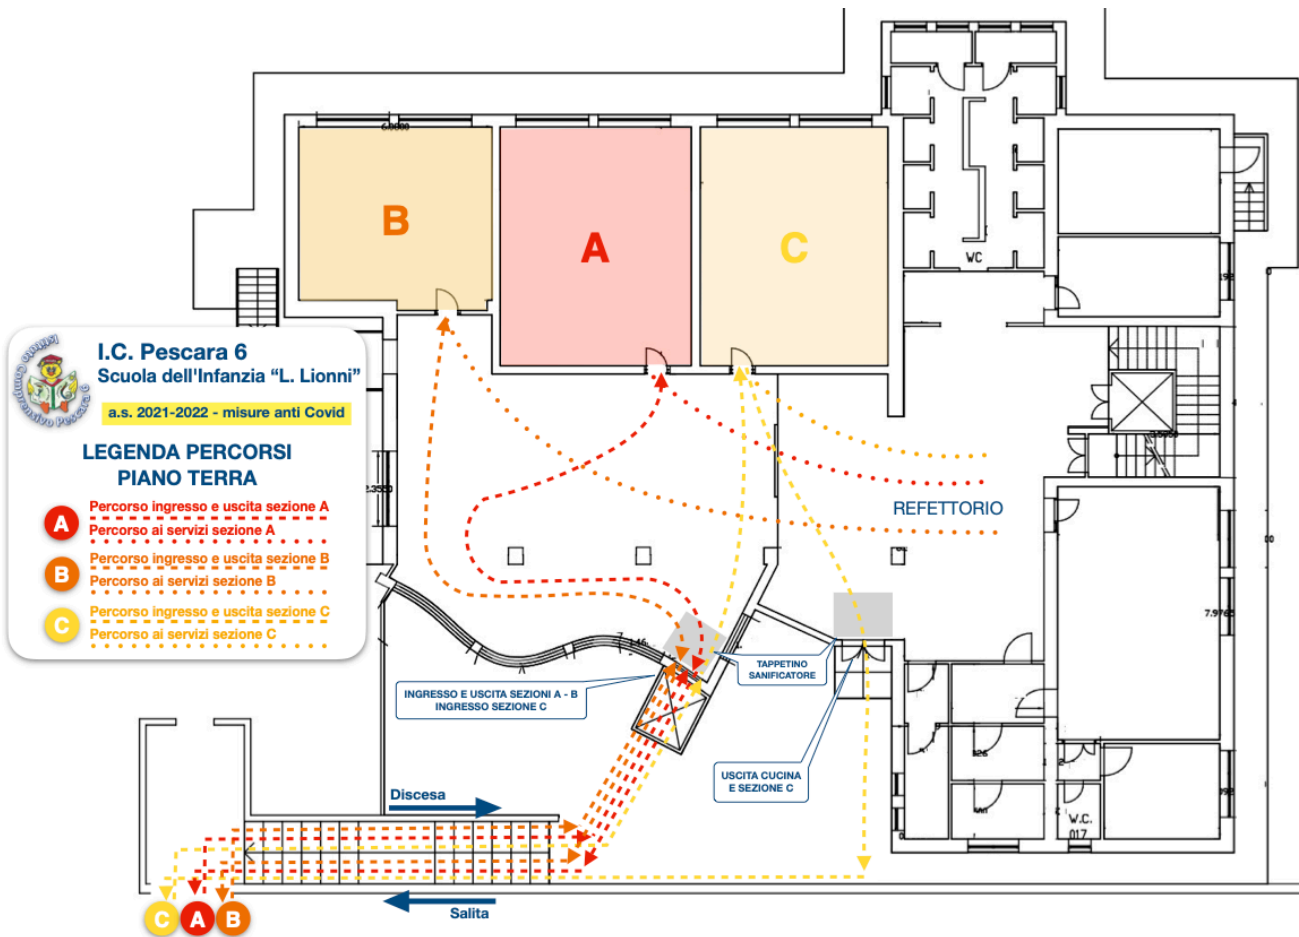 6.0000
B
A
C
WC
I.C. Pescara 6
Scuola dell'Infanzia “L. Lionni”
a.s. 2021-2022 - misure anti Covid
LEGENDA PERCORSI
PIANO TERRA
A
Percorso ingresso e uscita sezione A
Percorso ai servizi sezione A
B
Percorso ingresso e uscita sezione B
Percorso ai servizi sezione B
C
Percorso ingresso e uscita sezione C
Percorso ai servizi sezione C
REFETTORIO
TAPPETINO
SANIFICATORE
INGRESSO E USCITA SEZIONI A - B
INGRESSO SEZIONE C
USCITA CUCINA
E SEZIONE C
W.C.
017
Discesa
Salita
C
A
B